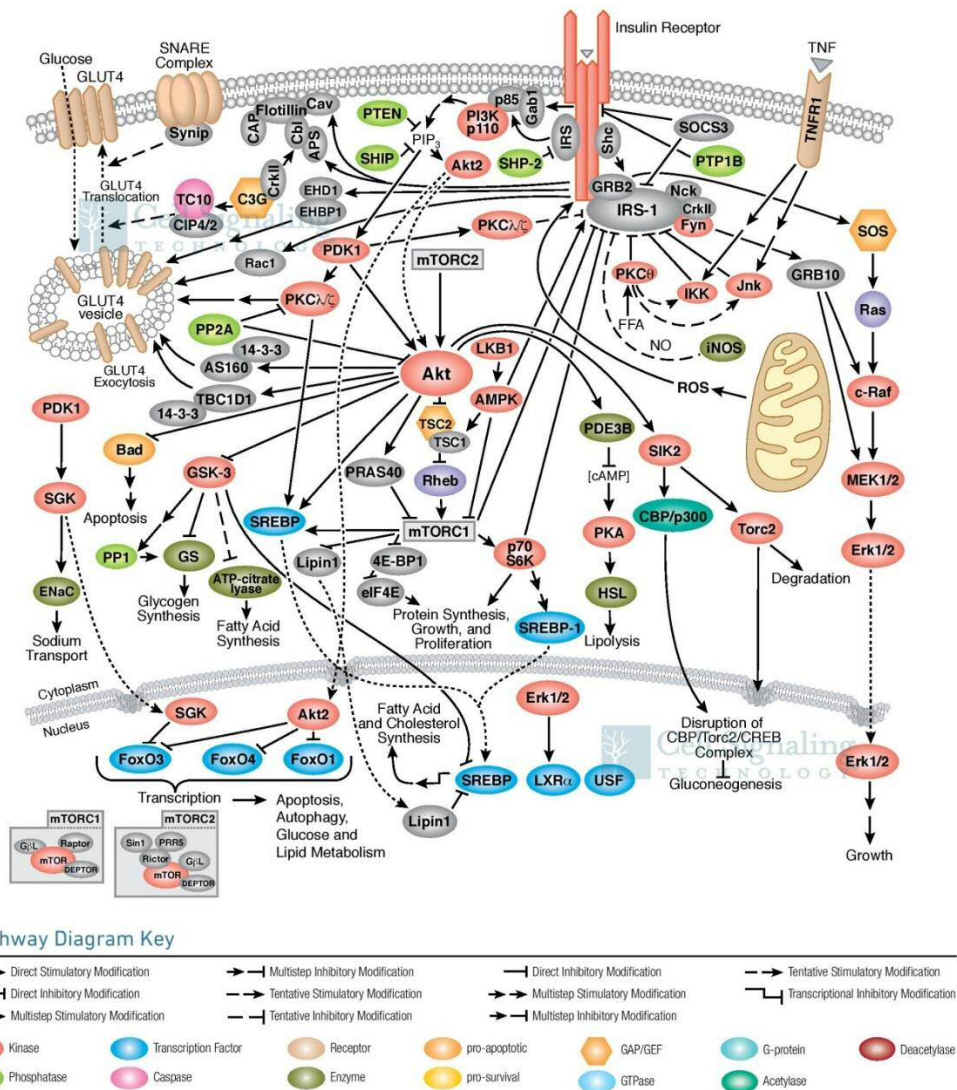 Insulin Receptor
TNF
Glucose
GLUT4
SNARE
Complex
Synip
CAP
Flotillin
Cav
Cbl
APS
CrkII
C3G
TC10
CIP4/2
GLUT4
Translocation
PTEN
SHIP
PIP3
PI3K
p110
p85
Gab1
Akt2
SHP-2
IRS
Shc
SOCS3
PTP1B
TNFR1
EHD1
EHBP1
GRB2
IRS-1
Nck
CrkII
Fyn
SOS
Cell Signaling
TECHNOLOGY
Rac1
PDK1
PKCλ/ζ
mTORC2
PKCθ
IKK
Jnk
GRB10
Ras
GLUT4
vesicle
PKCλ/ζ
FFA
NO
iNOS
PP2A
14-3-3
AS160
GLUT4
Exocytosis
TBC1D1
14-3-3
Akt
LKB1
AMPK
ROS
c-Raf
PDK1
Bad
GSK-3
TSC2
TSC1
PDE3B
SIK2
PRAS40
Rheb
[cAMP]
MEK1/2
SGK
Apoptosis
SREBP
mTORC1
CBP/p300
Torc2
PKA
PP1
GS
Lipin1
4E-BP1
p70
S6K
Erk1/2
ATP-citrate
lyase
eIF4E
HSL
Degradation
ENaC
Glycogen
Synthesis
Fatty Acid
Synthesis
Protein Synthesis,
Growth, and
Proliferation
SREBP-1
Lipolysis
Sodium
Transport
Cytoplasm
Nucleus
SGK
Akt2
Fatty Acid
and Cholesterol
Synthesis
Erk1/2
Disruption of
CBP/Torc2/CREB
Complex
Cell Signaling
TECHNOLOGY
FoxO3
FoxO4
FoxO1
SREBP
LXRα
USF
Gluconeogenesis
Erk1/2
Transcription
Apoptosis,
Autophagy,
Glucose and
Lipid Metabolism
Lipin1
Growth
mTORC1
GβL
Raptor
mTOR
DEPTOR
mTORC2
Sin1
PRR5
Rictor
GβL
mTOR
DEPTOR
hway Diagram Key
Direct Stimulatory Modification
Multistep Inhibitory Modification
Direct Inhibitory Modification
Tentative Stimulatory Modification
Direct Inhibitory Modification
Tentative Stimulatory Modification
Multistep Stimulatory Modification
Transcriptional Inhibitory Modification
Multistep Stimulatory Modification
Tentative Inhibitory Modification
Multistep Inhibitory Modification
Kinase
Transcription Factor
Receptor
pro-apoptotic
GAP/GEF
G-protein
Deacetylase
Phosphatase
Caspase
Enzyme
pro-survival
GTPase
Acetylase